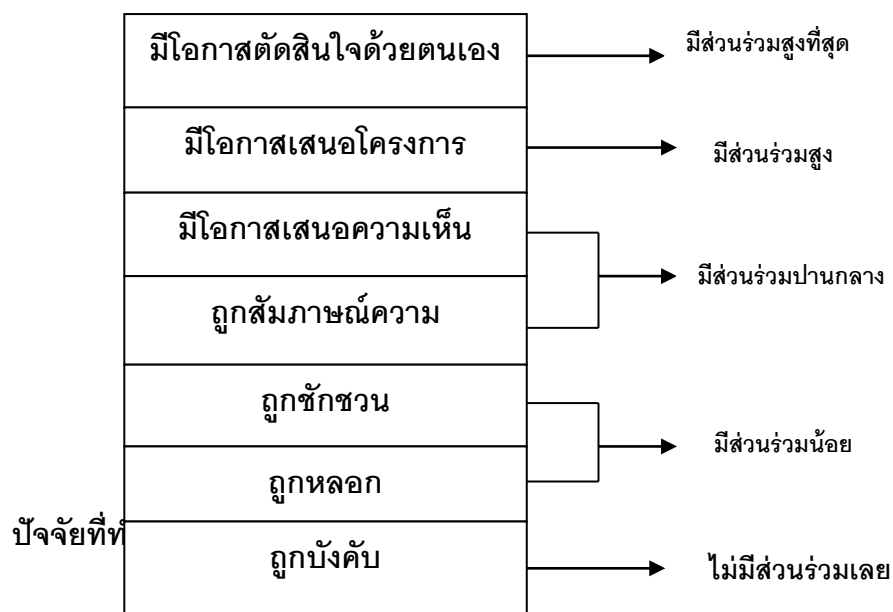 มีโอกาสตัดสินใจด้วยตนเอง
มีส่วนร่วมสูงที่สุด
มีโอกาสเสนอโครงการ
มีส่วนร่วมสูง
มีโอกาสเสนอความเห็น
มีส่วนร่วมปานกลาง
ถูกสัมภาษณ์ความ
ถูกชักชวน
มีส่วนร่วมน้อย
ถูกหลอก
ปัจจัยที่
ถูกบังคับ
ไม่มีส่วนร่วมเลย